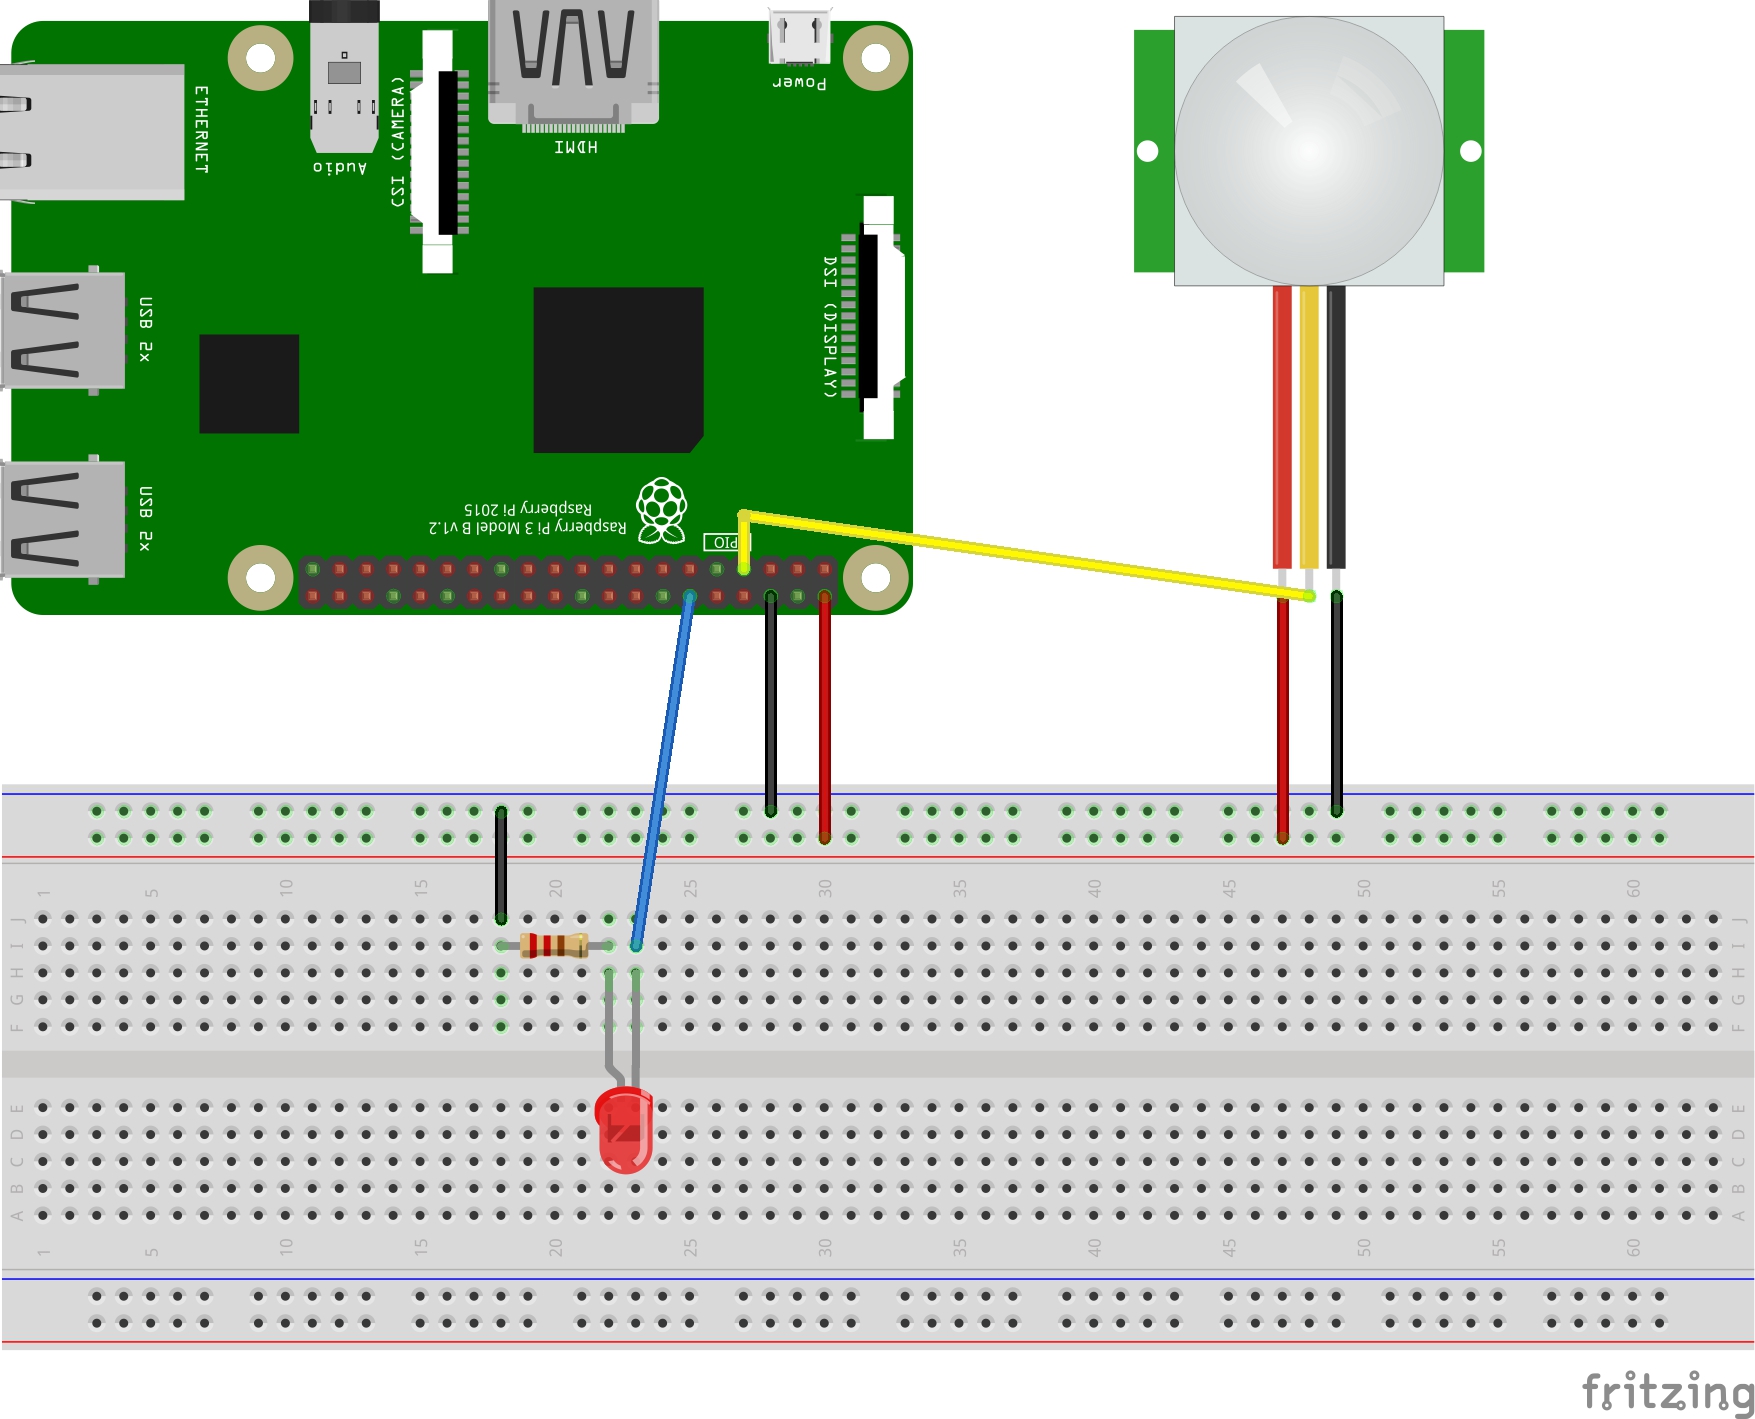 ETHERNET
Audio
CSI (CAMERA)
HDMI
Power
USB 2x
DSI (DISPLAY)
USB 2x
Raspberry Pi 3 Model B v1.2
Raspberry Pi 2015
1 5 10 15 20 25 30 35 40 45 50 55 60
J J
I I
H H
G G
F F
E E
D D
C C
B B
A A
1 5 10 15 20 25 30 35 40 45 50 55 60
fritzing